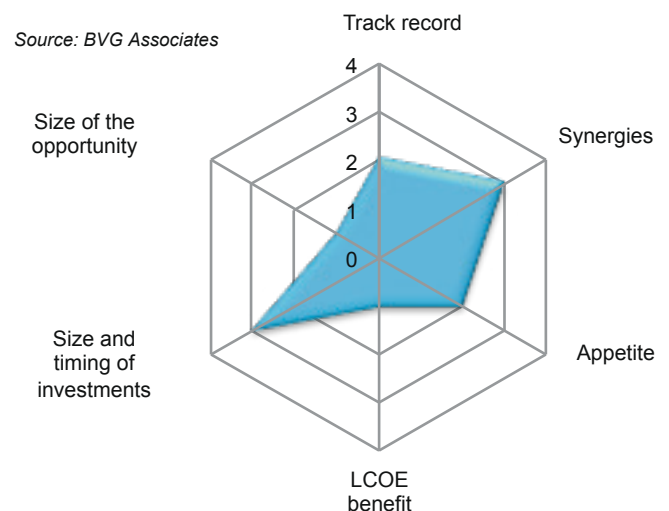 Source: BVG Associates
Track record
4
3
2
1
0
Synergies
Appetite
LCOE
benefit
Size and
timing of
investments
Size of the
opportunity